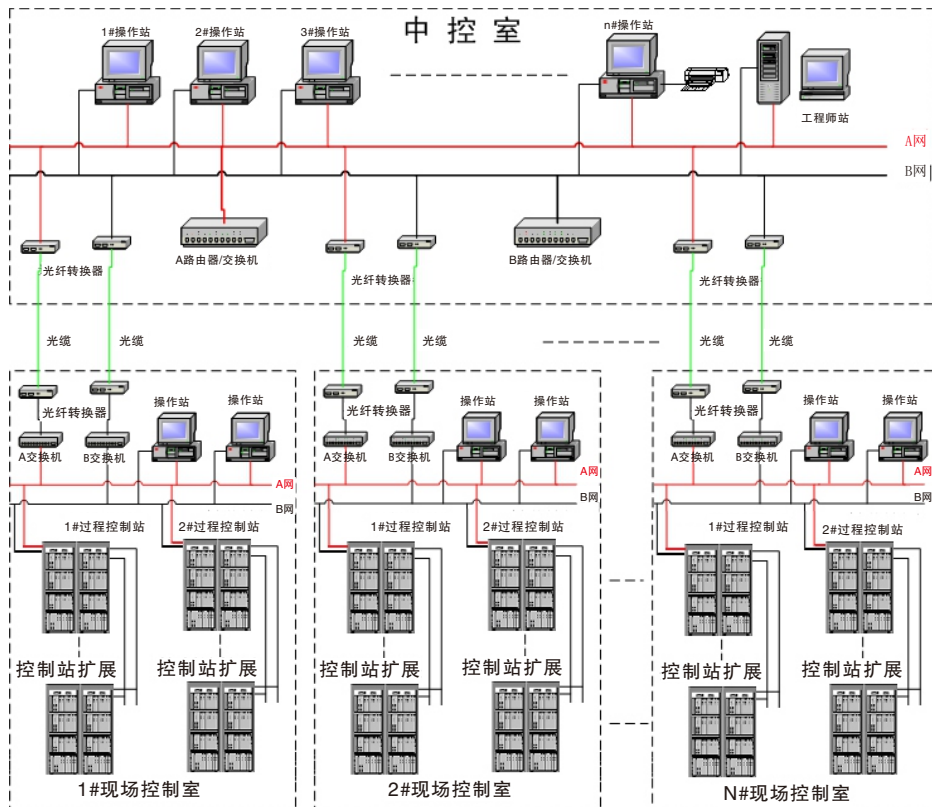 中控室
1#操作站
2#操作站
3#操作站
n#操作站
工程师站
A网
B网
A路由器/交换机
B路由器/交换机
光纤转换器
光纤转换器
光纤转换器
光缆
光缆
光缆
光缆
光缆
光缆
光纤转换器
操作站
操作站
A交换机
B交换机
A网
B网
1#过程控制站
2#过程控制站
控制站扩展
控制站扩展
1#现场控制室
光纤转换器
操作站
操作站
A交换机
B交换机
A网
B网
1#过程控制站
2#过程控制站
控制站扩展
控制站扩展
2#现场控制室
光纤转换器
操作站
操作站
A交换机
B交换机
A网
B网
1#过程控制站
2#过程控制站
控制站扩展
控制站扩展
N#现场控制室